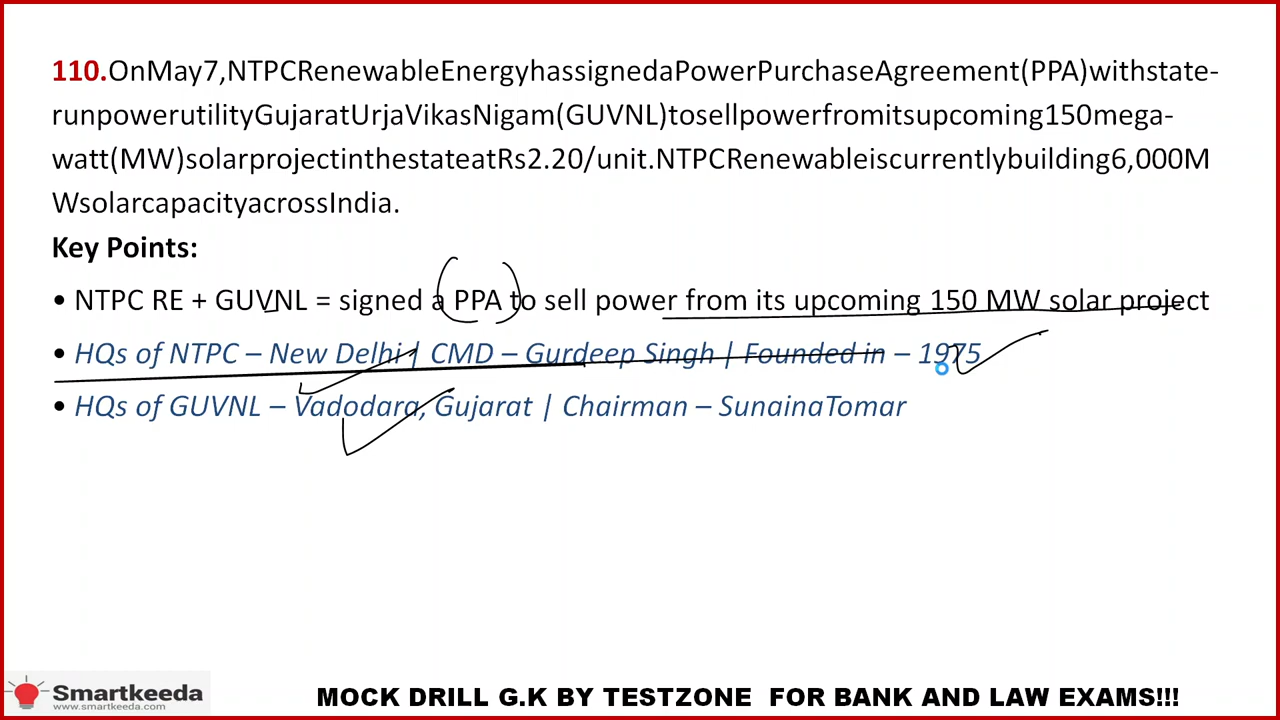 110.OnMay7,NTPCRenewableEnergyhassignedaPowerPurchaseAgreement(PPA)withstate-
runpowerutilityGujaratUrjaVikasNigam(GUVNL)tosellpowerfromitsupcoming150mega-
watt(MW)solarprojectinthestateatRs2.20/unit.NTPCRenewableiscurrentlybuilding6,000M
WsolarcapacityacrossIndia.
Key Points:
• NTPC RE + GUVNL = signed a PPA to sell power from its upcoming 150 MW solar project
• HQs of NTPC – New Delhi | CMD – Gurdeep Singh | Founded in – 1975
• HQs of GUVNL – Vadodara, Gujarat | Chairman – SunainaTomar
Smartkeeda
www.smartkeeda.com
MOCK DRILL G.K BY TESTZONE FOR BANK AND LAW EXAMS!!!